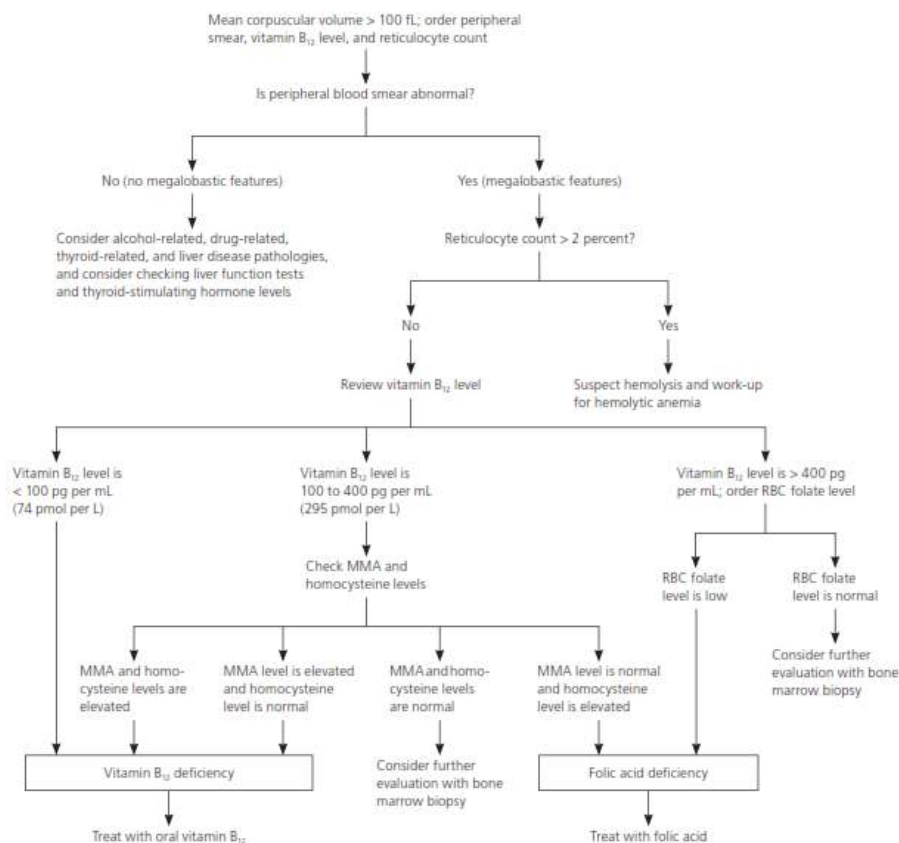 Mean corpuscular volume > 100 fL; order peripheral
smear, vitamin B₁₂ level, and reticulocyte count
Is peripheral blood smear abnormal?
No (no megalobastic features)
Yes (megalobastic features)
Consider alcohol-related, drug-related,
thyroid-related, and liver disease pathologies,
and consider checking liver function tests
and thyroid-stimulating hormone levels
Reticulocyte count > 2 percent?
No
Yes
Review vitamin B₁₂ level
Suspect hemolysis and work-up
for hemolytic anemia
Vitamin B₁₂ level is
< 100 pg per mL
(74 pmol per L)
Vitamin B₁₂ level is
100 to 400 pg per mL
(295 pmol per L)
Vitamin B₁₂ level is > 400 pg
per mL; order RBC folate level
Check MMA and
homocysteine levels
RBC folate
level is low
RBC folate
level is normal
MMA and homo-
cysteine levels are
elevated
MMA level is elevated
and homocysteine
level is normal
MMA and homo-
cysteine levels
are normal
MMA level is normal
and homocysteine
level is elevated
Consider further
evaluation with bone
marrow biopsy
Vitamin B₁₂ deficiency
Consider further
evaluation with bone
marrow biopsy
Folic acid deficiency
Treat with oral vitamin B₁₂
Treat with folic acid